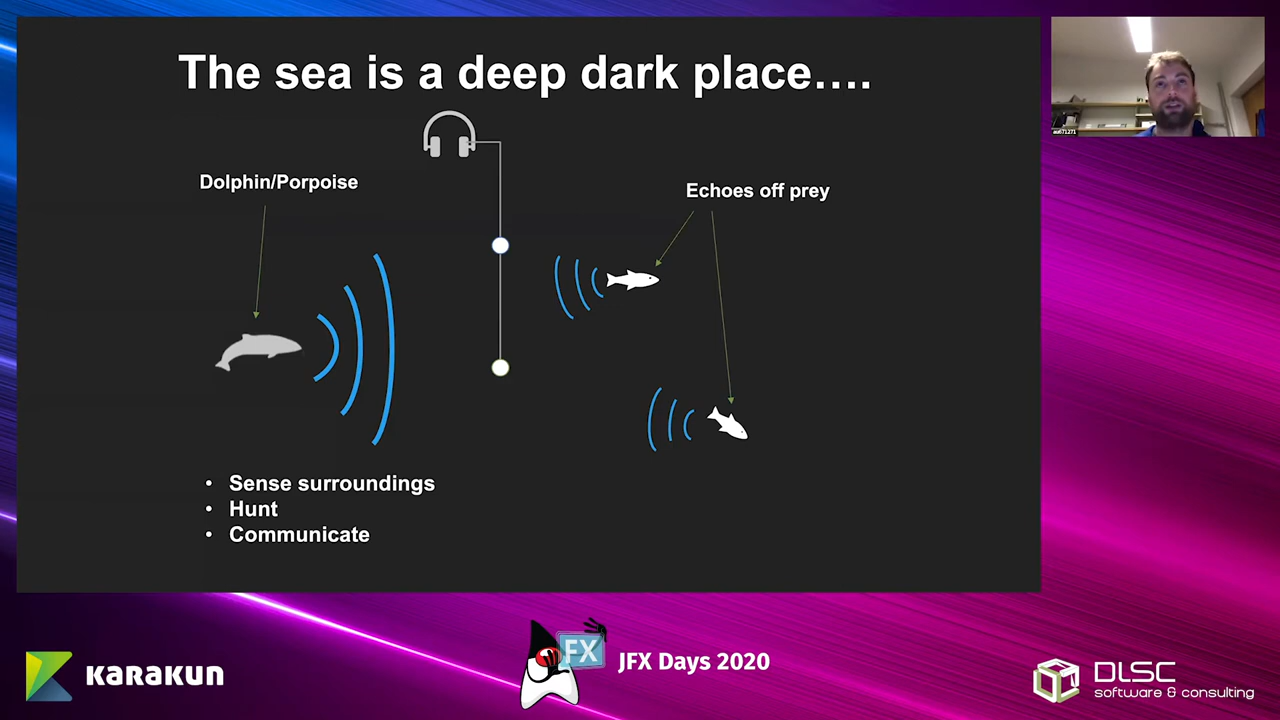 The sea is a deep dark place....
Dolphin/Porpoise
Echoes off prey
• Sense surroundings
• Hunt
• Communicate
au671271
KARAKUN
FX
JFX Days 2020
DLSC
software & consulting